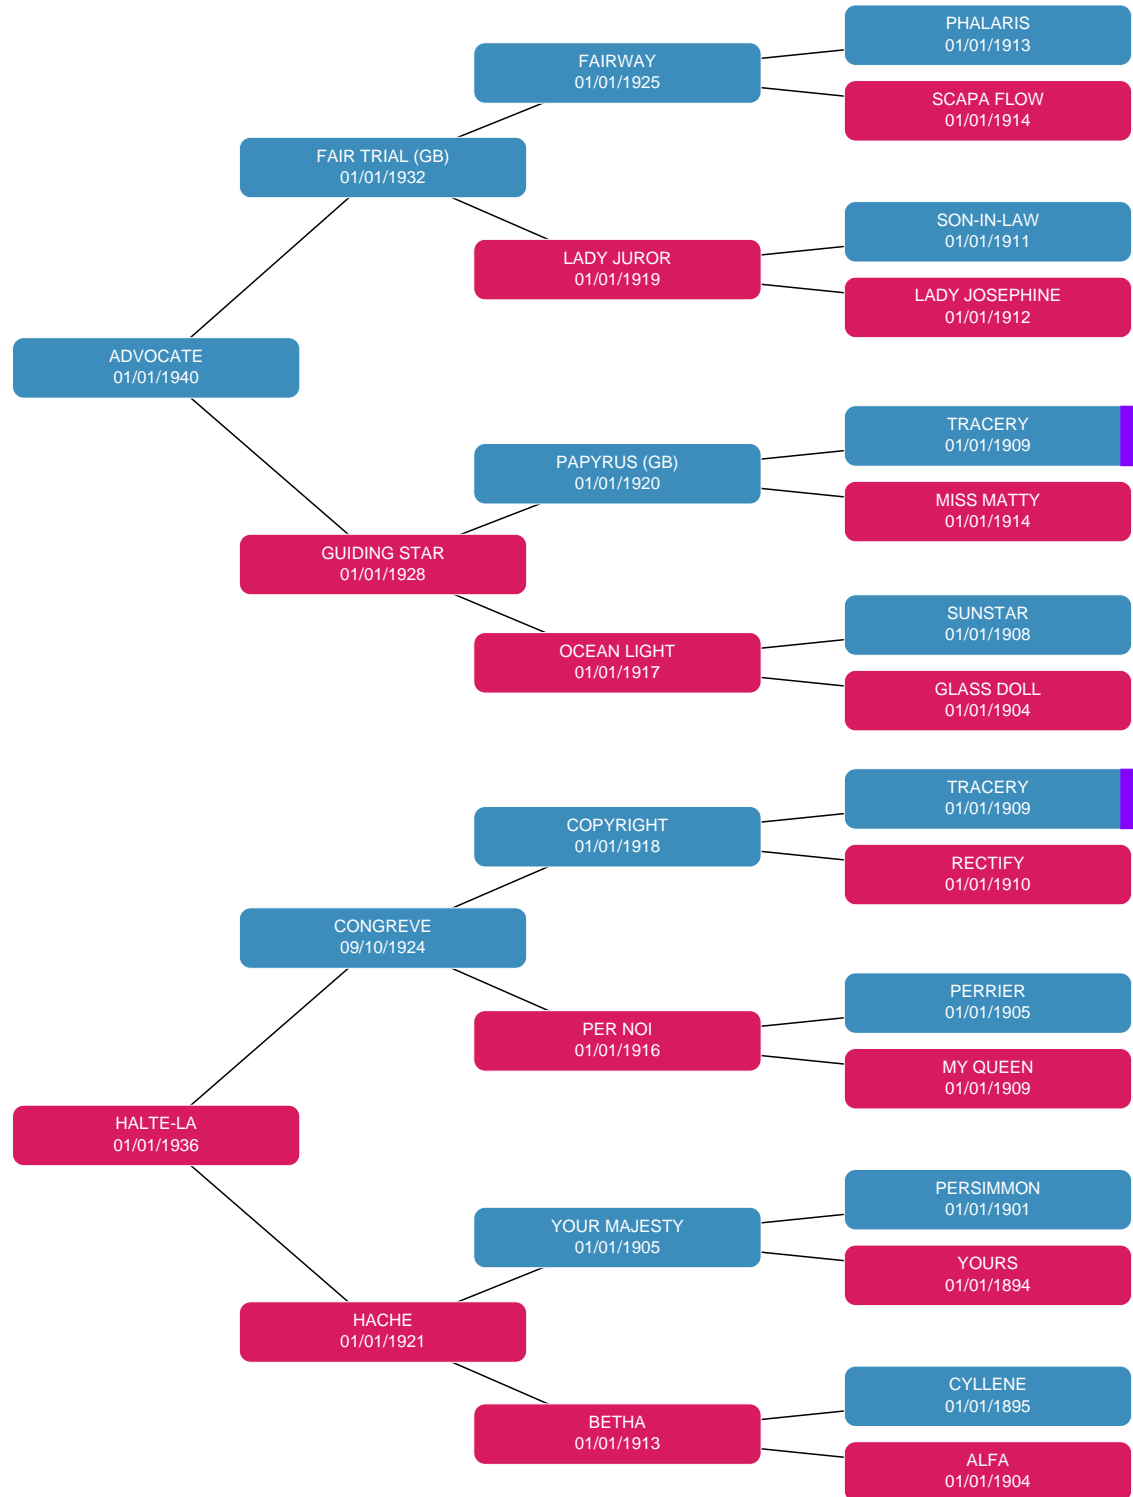 PHALARIS
01/01/1913
FAIRWAY
01/01/1925
SCAPA FLOW
01/01/1914
FAIR TRIAL (GB)
01/01/1932
SON-IN-LAW
01/01/1911
LADY JUROR
01/01/1919
LADY JOSEPHINE
01/01/1912
ADVOCATE
01/01/1940
TRACERY
01/01/1909
PAPYRUS (GB)
01/01/1920
MISS MATTY
01/01/1914
GUIDING STAR
01/01/1928
SUNSTAR
01/01/1908
OCEAN LIGHT
01/01/1917
GLASS DOLL
01/01/1904
TRACERY
01/01/1909
COPYRIGHT
01/01/1918
RECTIFY
01/01/1910
CONGREVE
09/10/1924
PERRIER
01/01/1905
PER NOI
01/01/1916
MY QUEEN
01/01/1909
HALTE-LA
01/01/1936
PERSIMMON
01/01/1901
YOUR MAJESTY
01/01/1905
YOURS
01/01/1894
HACHE
01/01/1921
CYLLENE
01/01/1895
BETHA
01/01/1913
ALFA
01/01/1904